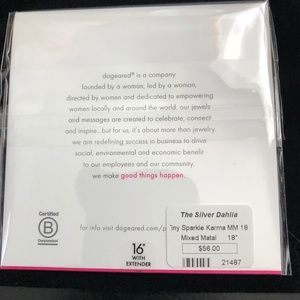 dogeared® is a company
founded by a woman, led by a woman,
directed by women and dedicated to empowering
women locally and around the world. our jewels
and messages are created to celebrate, connect
and inspire...but for us, it's about more than jewelry.
we are redefining success in business to drive
social, environmental and economic benefit
to our employees and our community.
we make good things happen.
Certified
B
Corporation
for info visit dogeared.com/p
16"
WITH
EXTENDER
The Silver Dahlia
Tiny Sparkle Karma MM 18
Mixed Metal 18"
$56.00
21487